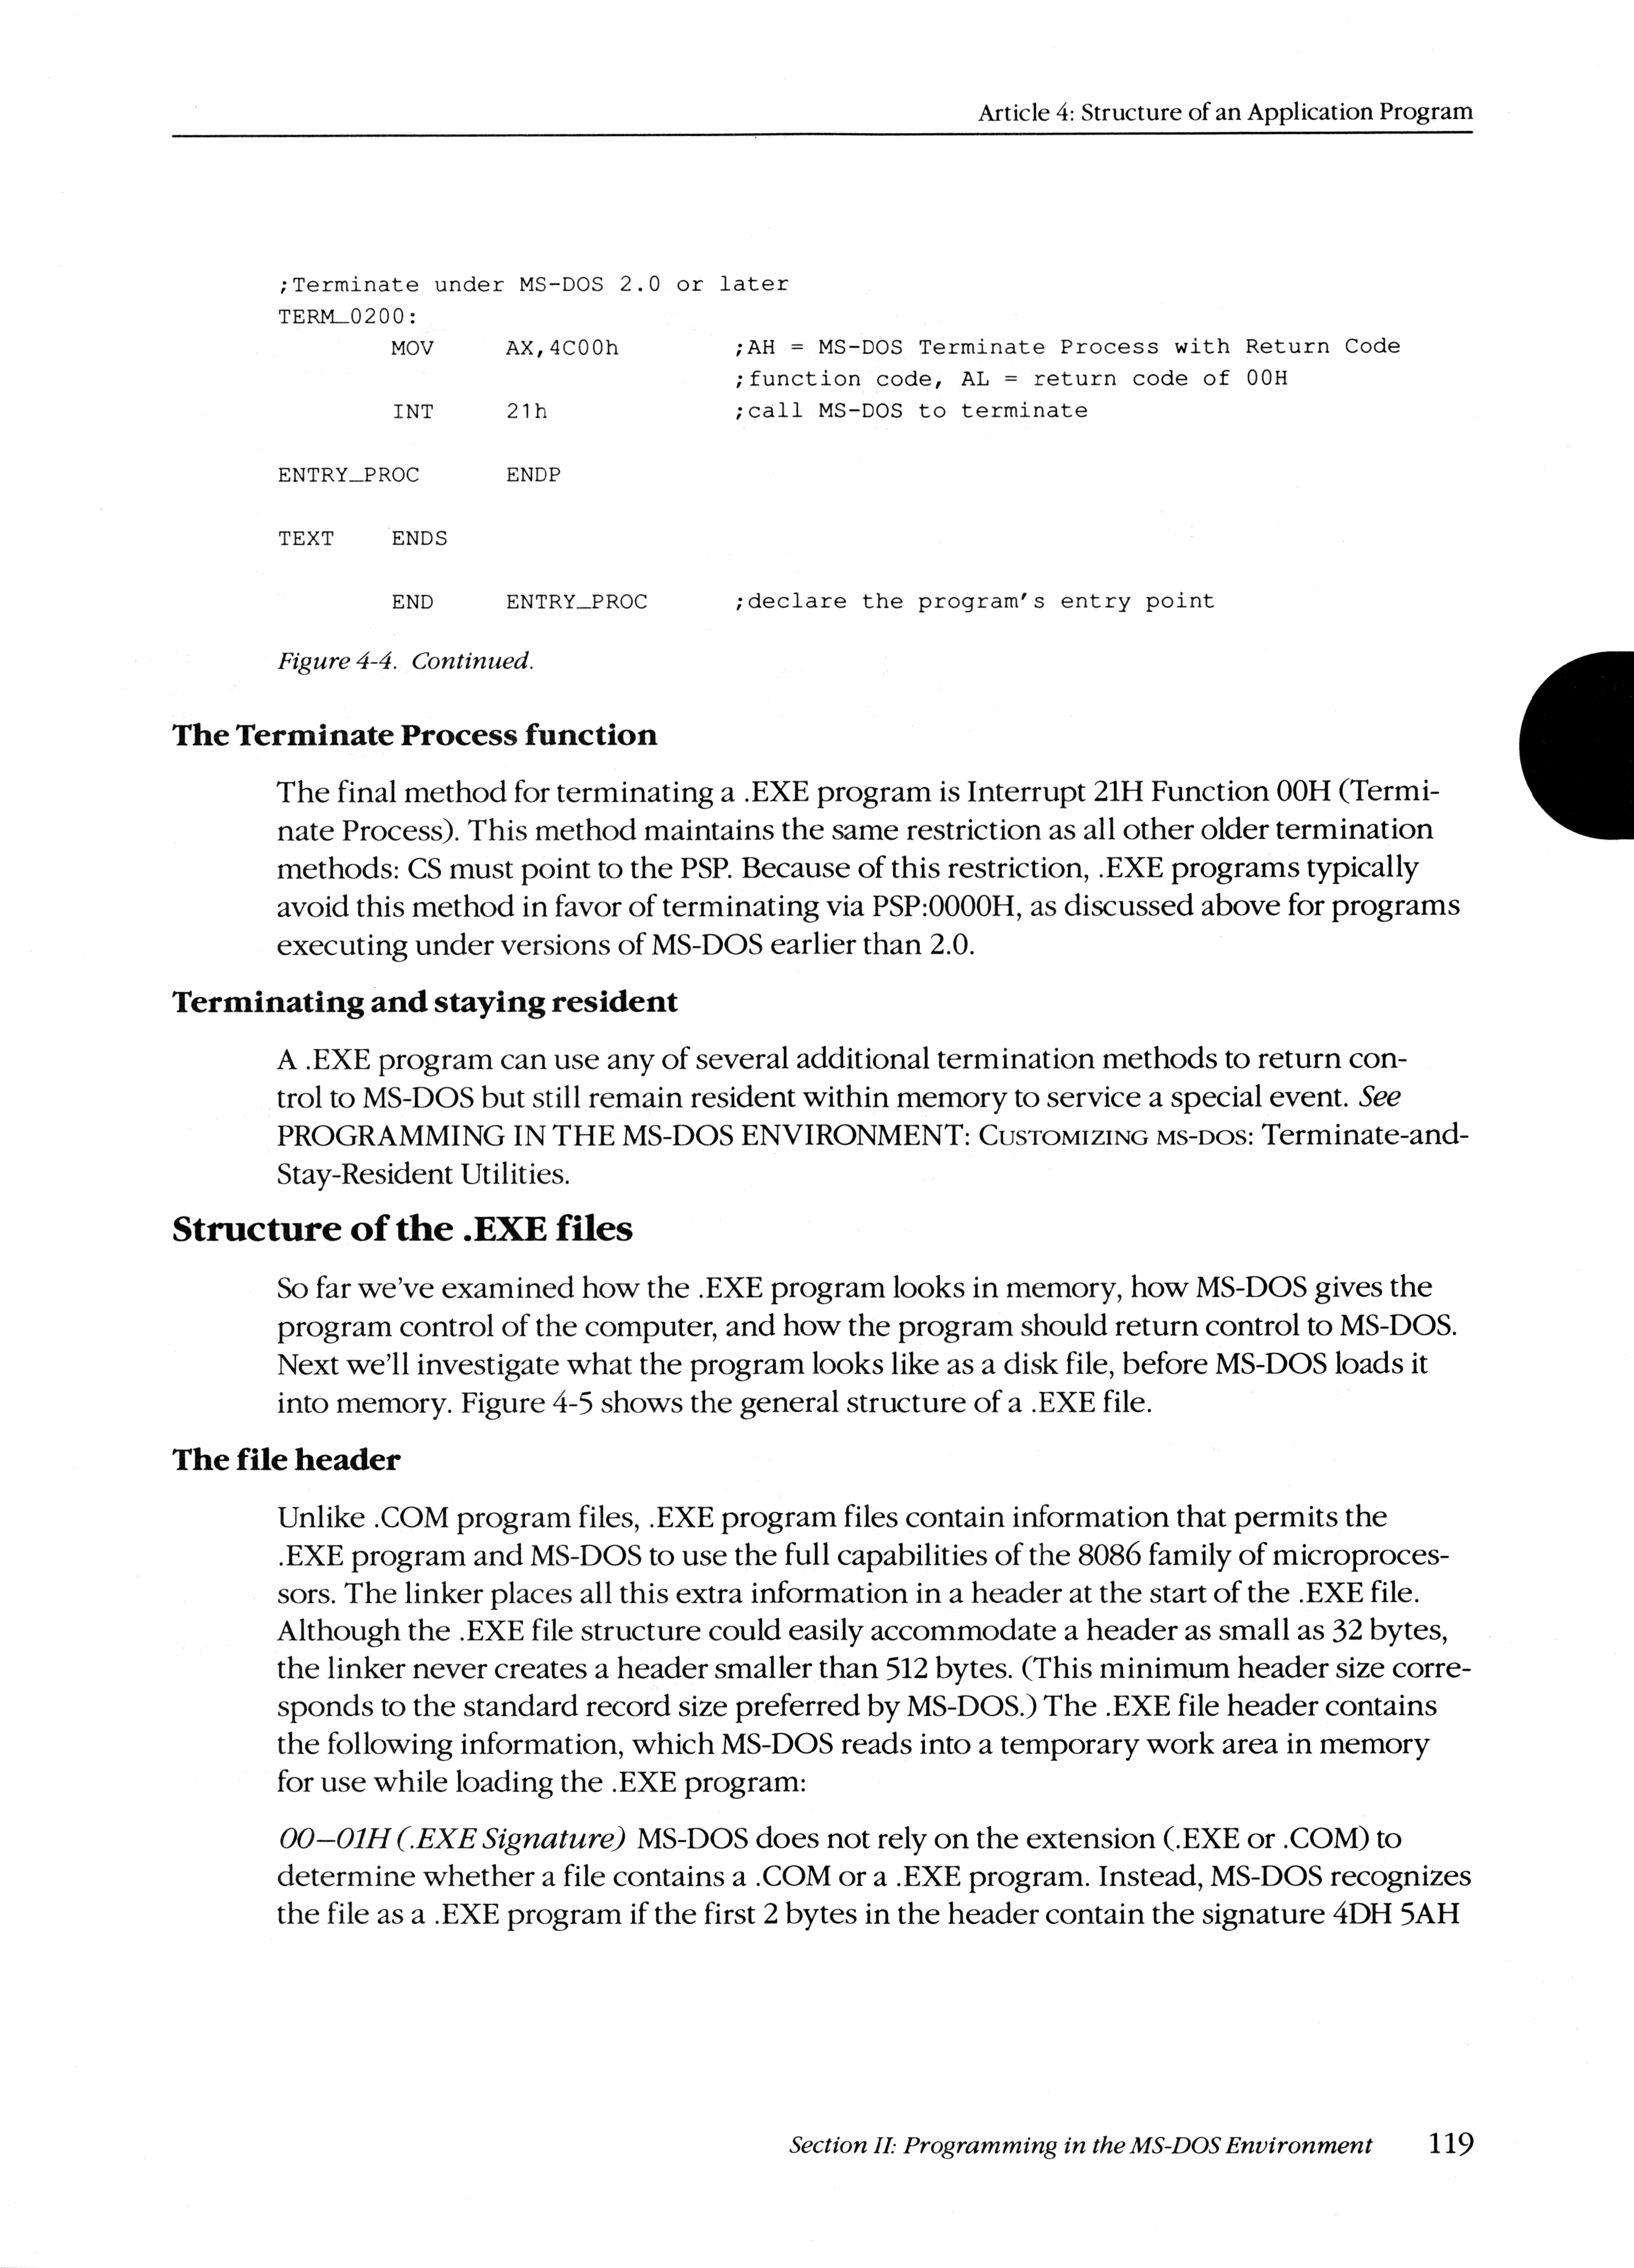 Article 4: Structure of an Application Program
;Terminate under MS-DOS 2.0 or later
TERM_0200:
MOV AX,4C00h ;AH = MS-DOS Terminate Process with Return Code
;function code, AL = return code of 00H
INT 21h ;call MS-DOS to terminate
ENTRY_PROC ENDP
TEXT ENDS
END ENTRY_PROC ;declare the program's entry point
Figure 4-4. Continued.
The Terminate Process function
The final method for terminating a .EXE program is Interrupt 21H Function 00H (Termi-
nate Process). This method maintains the same restriction as all other older termination
methods: CS must point to the PSP. Because of this restriction, .EXE programs typically
avoid this method in favor of terminating via PSP:0000H, as discussed above for programs
executing under versions of MS-DOS earlier than 2.0.
Terminating and staying resident
A .EXE program can use any of several additional termination methods to return con-
trol to MS-DOS but still remain resident within memory to service a special event. See
PROGRAMMING IN THE MS-DOS ENVIRONMENT: CUSTOMIZING MS-DOS: Terminate-and-
Stay-Resident Utilities.
Structure of the .EXE files
So far we've examined how the .EXE program looks in memory, how MS-DOS gives the
program control of the computer, and how the program should return control to MS-DOS.
Next we'll investigate what the program looks like as a disk file, before MS-DOS loads it
into memory. Figure 4-5 shows the general structure of a .EXE file.
The file header
Unlike .COM program files, .EXE program files contain information that permits the
.EXE program and MS-DOS to use the full capabilities of the 8086 family of microproces-
sors. The linker places all this extra information in a header at the start of the .EXE file.
Although the .EXE file structure could easily accommodate a header as small as 32 bytes,
the linker never creates a header smaller than 512 bytes. (This minimum header size corre-
sponds to the standard record size preferred by MS-DOS.) The .EXE file header contains
the following information, which MS-DOS reads into a temporary work area in memory
for use while loading the .EXE program:
00–01H (.EXE Signature) MS-DOS does not rely on the extension (.EXE or .COM) to
determine whether a file contains a .COM or a .EXE program. Instead, MS-DOS recognizes
the file as a .EXE program if the first 2 bytes in the header contain the signature 4DH 5AH
Section II: Programming in the MS-DOS Environment 119